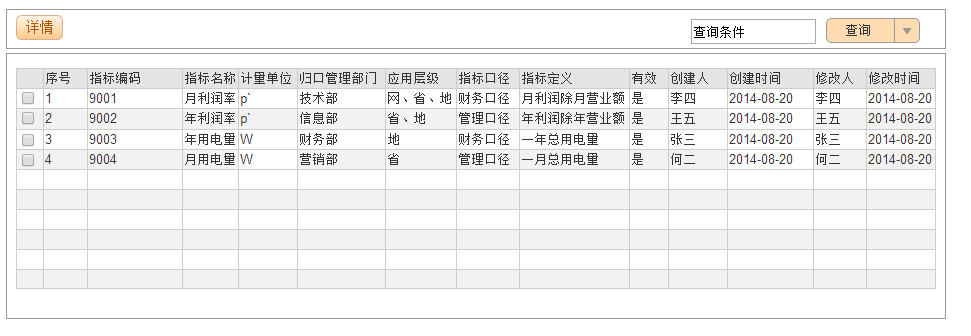 详情 查询条件 查询
序号 指标编码 指标名称 计量单位 归口管理部门 应用层级 指标口径 指标定义 有效 创建人 创建时间 修改人 修改时间
1 9001 月利润率 p` 技术部 网、省、地 财务口径 月利润除月营业额 是 李四 2014-08-20 李四 2014-08-20
2 9002 年利润率 p` 信息部 省、地 管理口径 年利润除年营业额 是 王五 2014-08-20 王五 2014-08-20
3 9003 年用电量 W 财务部 地 财务口径 一年总用电量 是 张三 2014-08-20 张三 2014-08-20
4 9004 月用电量 W 营销部 省 管理口径 一月总用电量 是 何二 2014-08-20 何二 2014-08-20